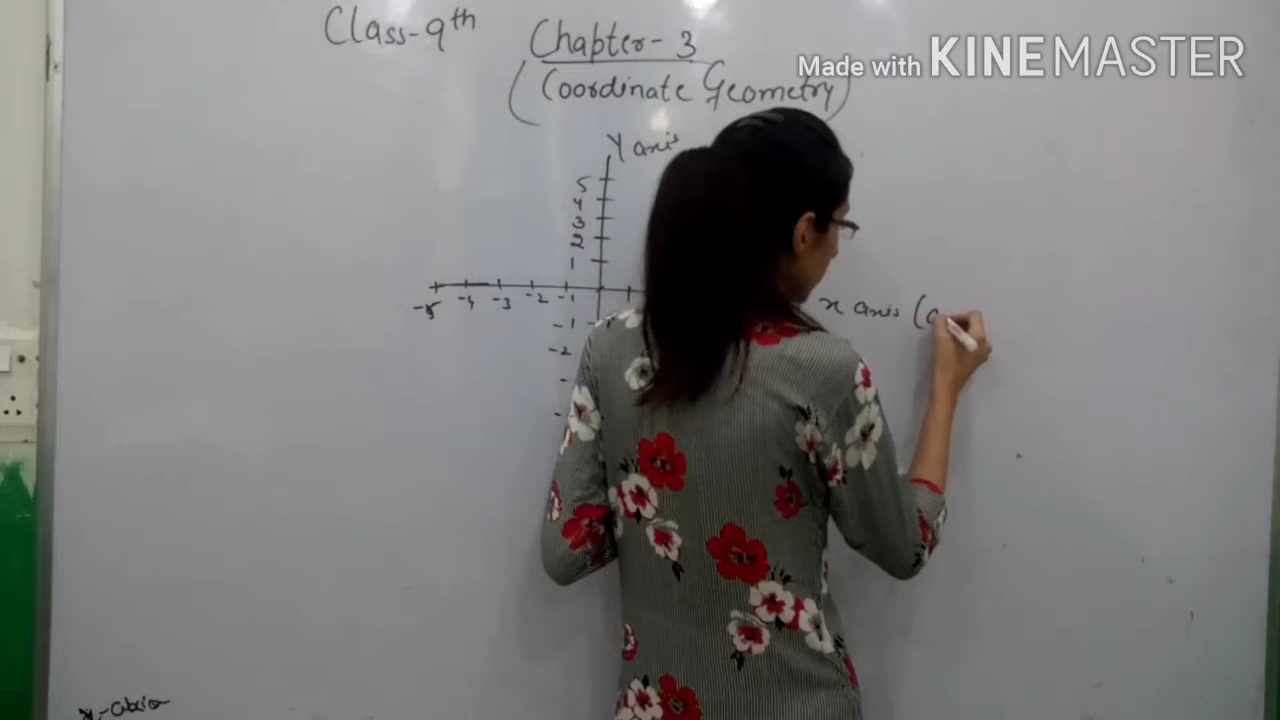 Class-9th
Chapter-3
Made with KINEMASTER
(Coordinate Geometry)
Y axis
5
4
3
2
1
-5 -4 -3 -2 -1
x axis (a
-1
-2